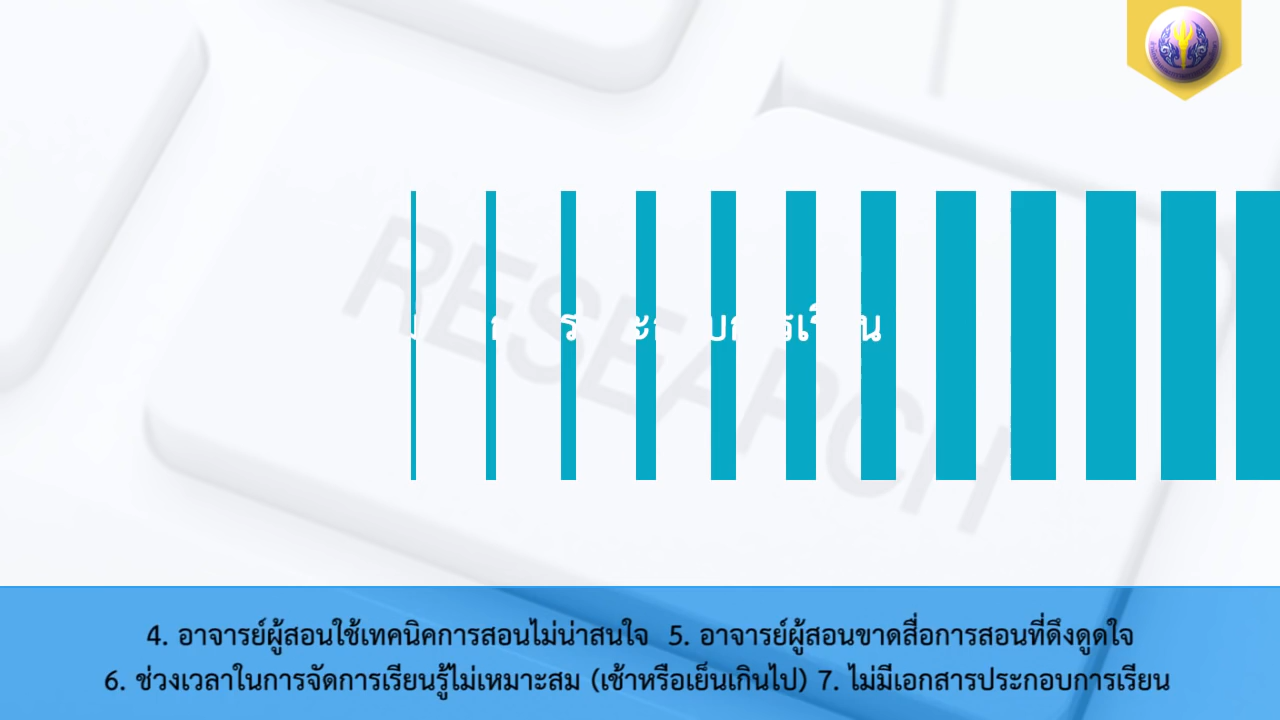 RESEARCH
4. อาจารย์ผู้สอนใช้เทคนิคการสอนไม่น่าสนใจ 5. อาจารย์ผู้สอนขาดสื่อการสอนที่ดึงดูดใจ
6. ช่วงเวลาในการจัดการเรียนรู้ไม่เหมาะสม (เช้าหรือเย็นเกินไป) 7. ไม่มีเอกสารประกอบการเรียน